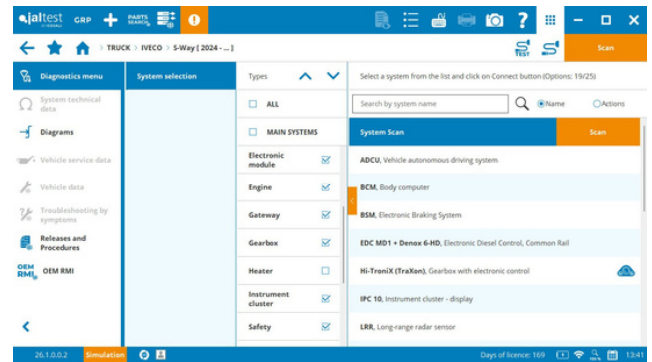 jaltest GRP PARTS SEARCH
TRUCK > IVECO > S-Way [ 2024 - ... ]
TEST
Scan
Diagnostics menu
System selection
Types
Select a system from the list and click on Connect button (Options: 19/25)
System technical data
ALL
Search by system name
Name
Actions
Diagrams
MAIN SYSTEMS
System Scan
Scan
Vehicle service data
Electronic module
ADCU, Vehicle autonomous driving system
Vehicle data
Engine
BCM, Body computer
Troubleshooting by symptoms
Gateway
BSM, Electronic Braking System
Releases and Procedures
Gearbox
EDC MD1 + Denox 6-HD, Electronic Diesel Control, Common Rail
OEM RMI
OEM RMI
Heater
Hi-TroniX (TraXon), Gearbox with electronic control
Instrument cluster
IPC 10, Instrument cluster - display
Safety
LRR, Long-range radar sensor
26.1.0.0.2
Simulation
Days of licence: 169
13:41